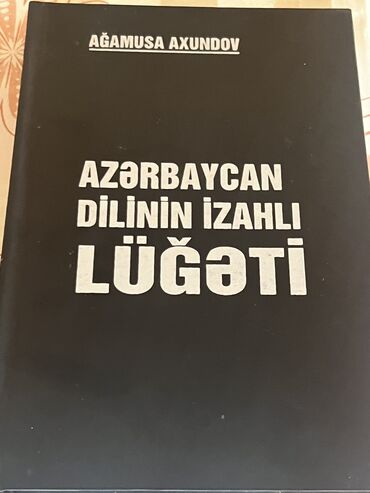 AĞAMUSA AXUNDOV
AZƏRBAYCAN
DİLİNİN İZAHLI
LÜĞƏTİ